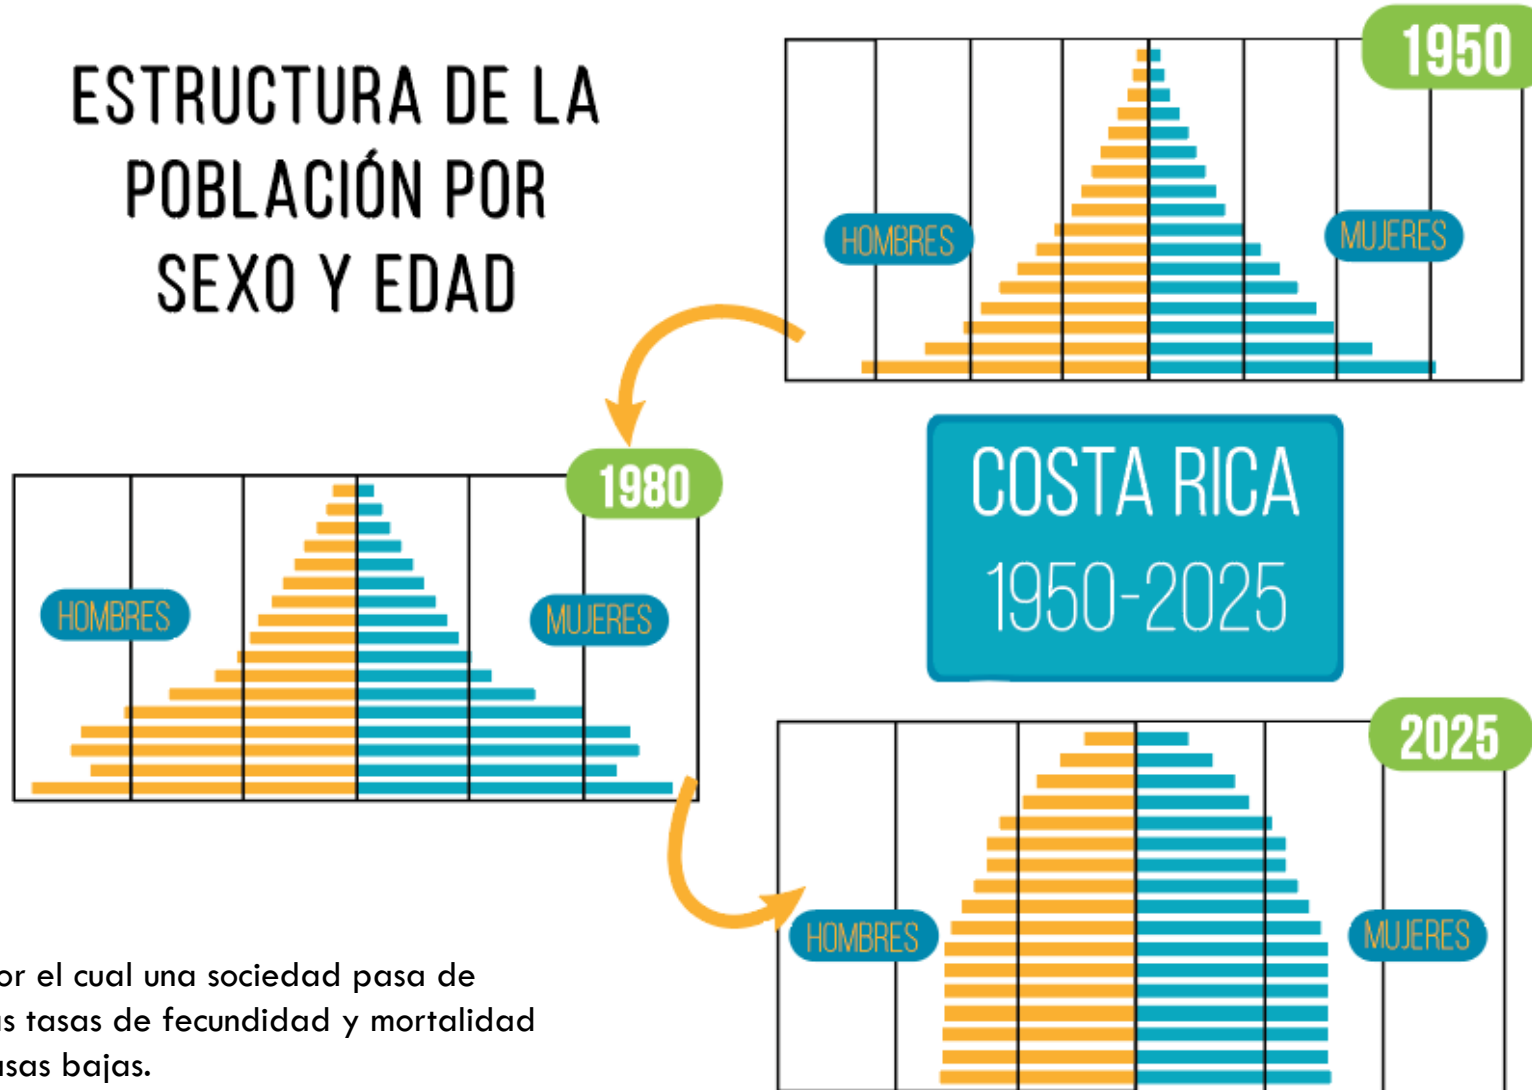 ESTRUCTURA DE LA
POBLACIÓN POR
SEXO Y EDAD
1950
HOMBRES
MUJERES
1980
HOMBRES
MUJERES
COSTA RICA
1950-2025
2025
HOMBRES
MUJERES
or el cual una sociedad pasa de
tasas de fecundidad y mortalidad
bajas.